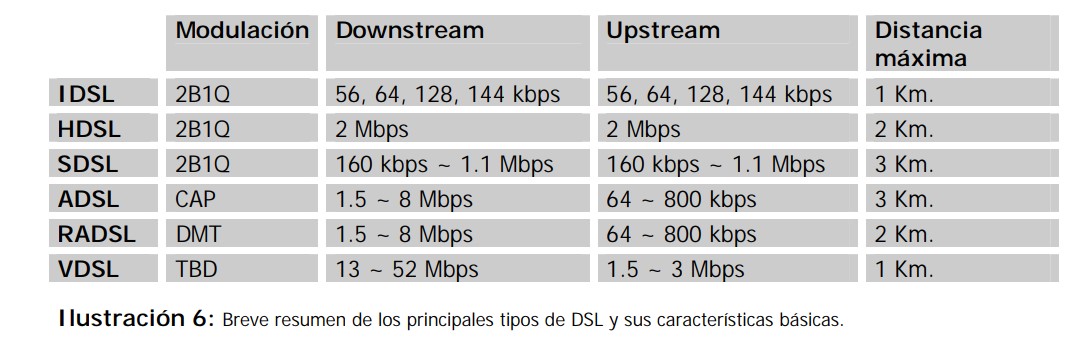 Modulación Downstream Upstream Distancia
máxima
IDSL 2B1Q 56, 64, 128, 144 kbps 56, 64, 128, 144 kbps 1 Km.
HDSL 2B1Q 2 Mbps 2 Mbps 2 Km.
SDSL 2B1Q 160 kbps ~ 1.1 Mbps 160 kbps ~ 1.1 Mbps 3 Km.
ADSL CAP 1.5 ~ 8 Mbps 64 ~ 800 kbps 3 Km.
RADSL DMT 1.5 ~ 8 Mbps 64 ~ 800 kbps 2 Km.
VDSL TBD 13 ~ 52 Mbps 1.5 ~ 3 Mbps 1 Km.
Ilustración 6: Breve resumen de los principales tipos de DSL y sus características básicas.